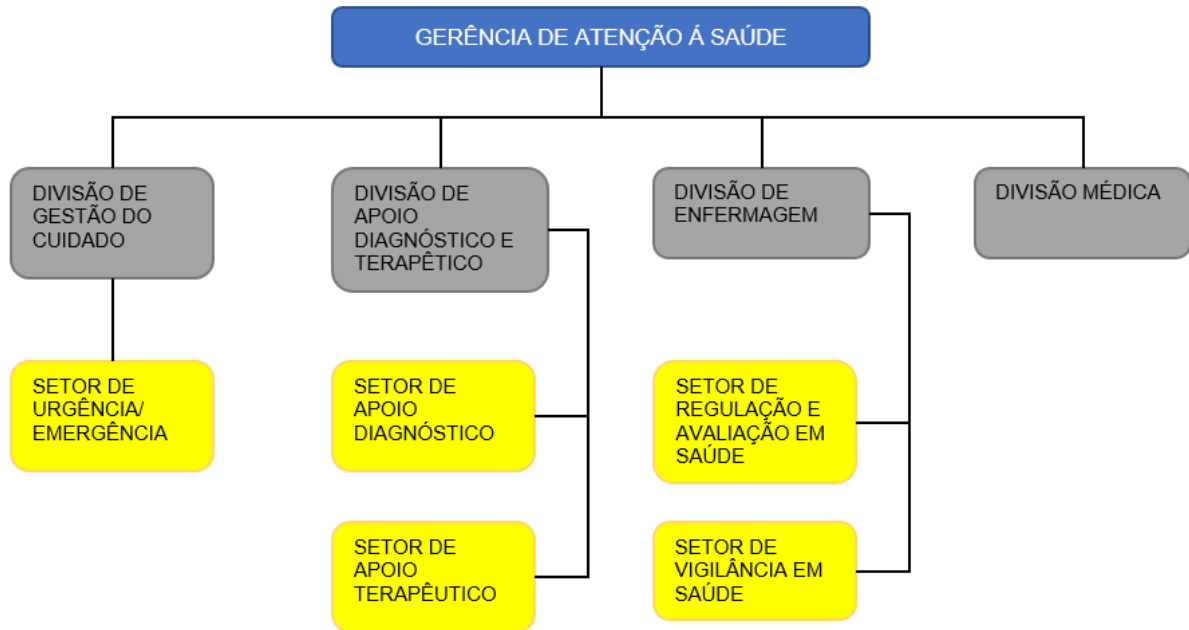 GERÊNCIA DE ATENÇÃO Á SAÚDE
DIVISÃO DE
GESTÃO DO
CUIDADO
DIVISÃO DE
APOIO
DIAGNÓSTICO E
TERAPÊTICO
DIVISÃO DE
ENFERMAGEM
DIVISÃO MÉDICA
SETOR DE
URGÊNCIA/
EMERGÊNCIA
SETOR DE
APOIO
DIAGNÓSTICO
SETOR DE
REGULAÇÃO E
AVALIAÇÃO EM
SAÚDE
SETOR DE
APOIO
TERAPÊUTICO
SETOR DE
VIGILÂNCIA EM
SAÚDE